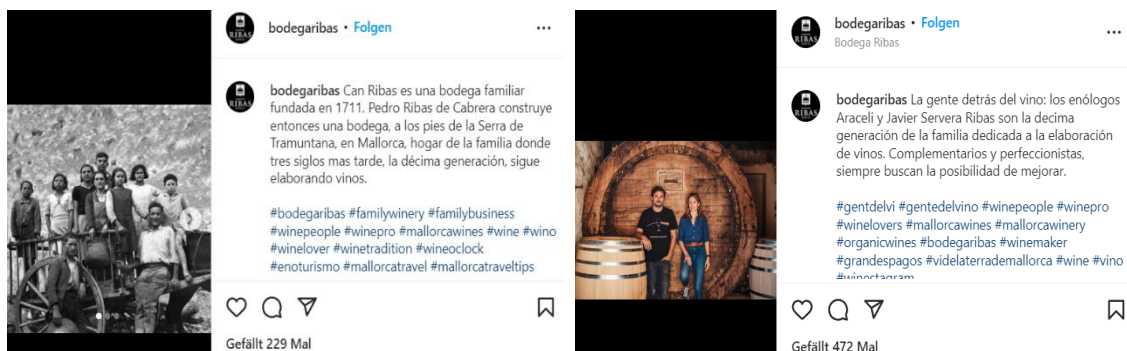 bodegaribas • Folgen
RIBAS
bodegaribas Can Ribas es una bodega familiar
fundada en 1711. Pedro Ribas de Cabrera construye
entonces una bodega, a los pies de la Serra de
Tramuntana, en Mallorca, hogar de la familia donde
tres siglos mas tarde, la décima generación, sigue
elaborando vinos.
#bodegaribas #familywinery #familybusiness
#winepeople #winepro #mallorcawines #wine #wino
#winelover #winetradition #wineoclock
#enoturismo #mallorcatravel #mallorcatraveltips
Gefällt 229 Mal
bodegaribas • Folgen
Bodega Ribas
RIBAS
bodegaribas La gente detrás del vino: los enólogos
Araceli y Javier Servera Ribas son la decima
generación de la familia dedicada a la elaboración
de vinos. Complementarios y perfeccionistas,
siempre buscan la posibilidad de mejorar.
#gentdelvi #gentedelvino #winepeople #winepro
#winelovers #mallorcawines #mallorcawinery
#organicwines #bodegaribas #winemaker
#grandespagos #videlaterrademallorca #wine #vino
#winestagram
Gefällt 472 Mal